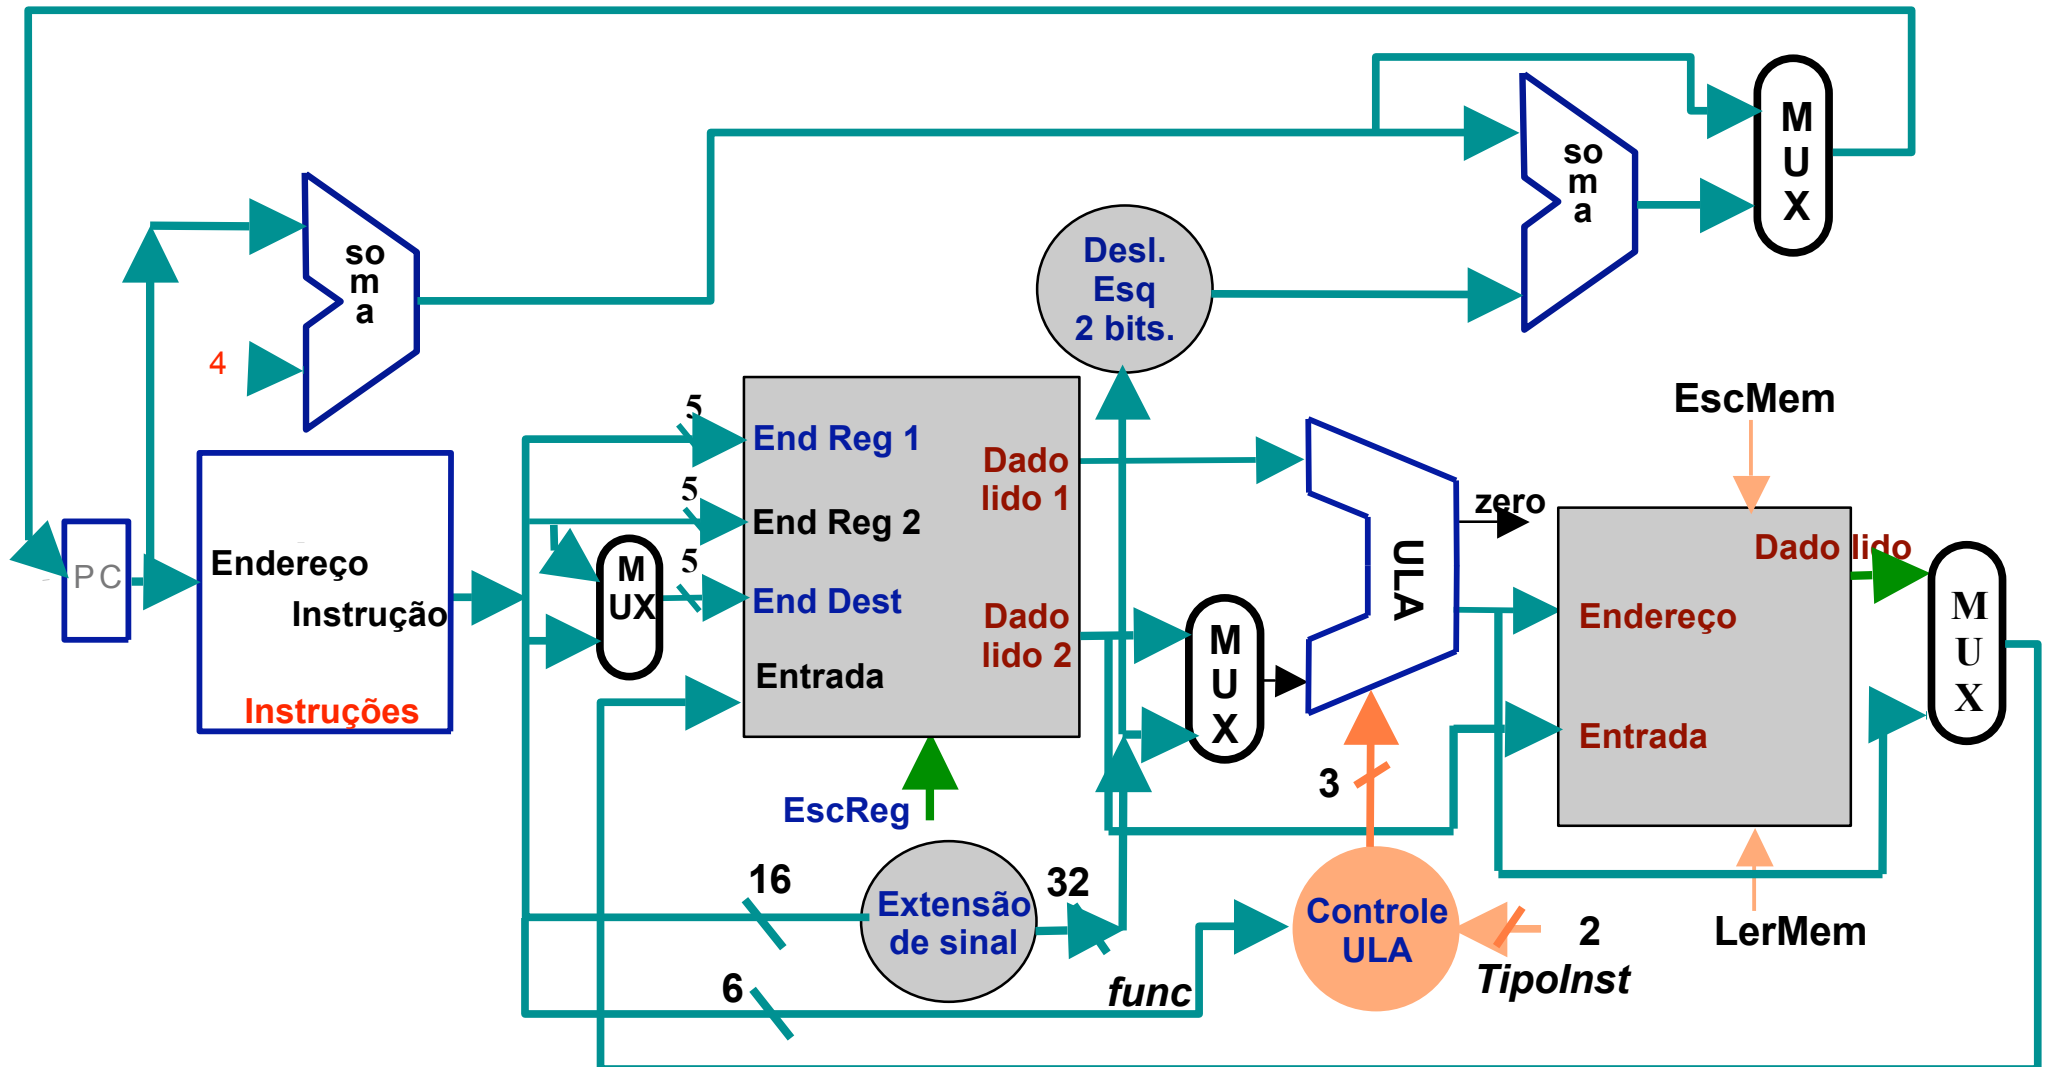 M
U
X
so
m
a
so
m
a
Desl.
Esq
2 bits.
4
EscMem
5
End Reg 1
Dado
lido 1
5
End Reg 2
zero
Dado lido
PC
Endereço
Instrução
M
UX
5
End Dest
ULA
Endereço
M
U
X
Dado
lido 2
M
U
X
Entrada
Instruções
Entrada
3
EscReg
16
32
Extensão
de sinal
Controle
ULA
2
TipoInst
LerMem
6
func